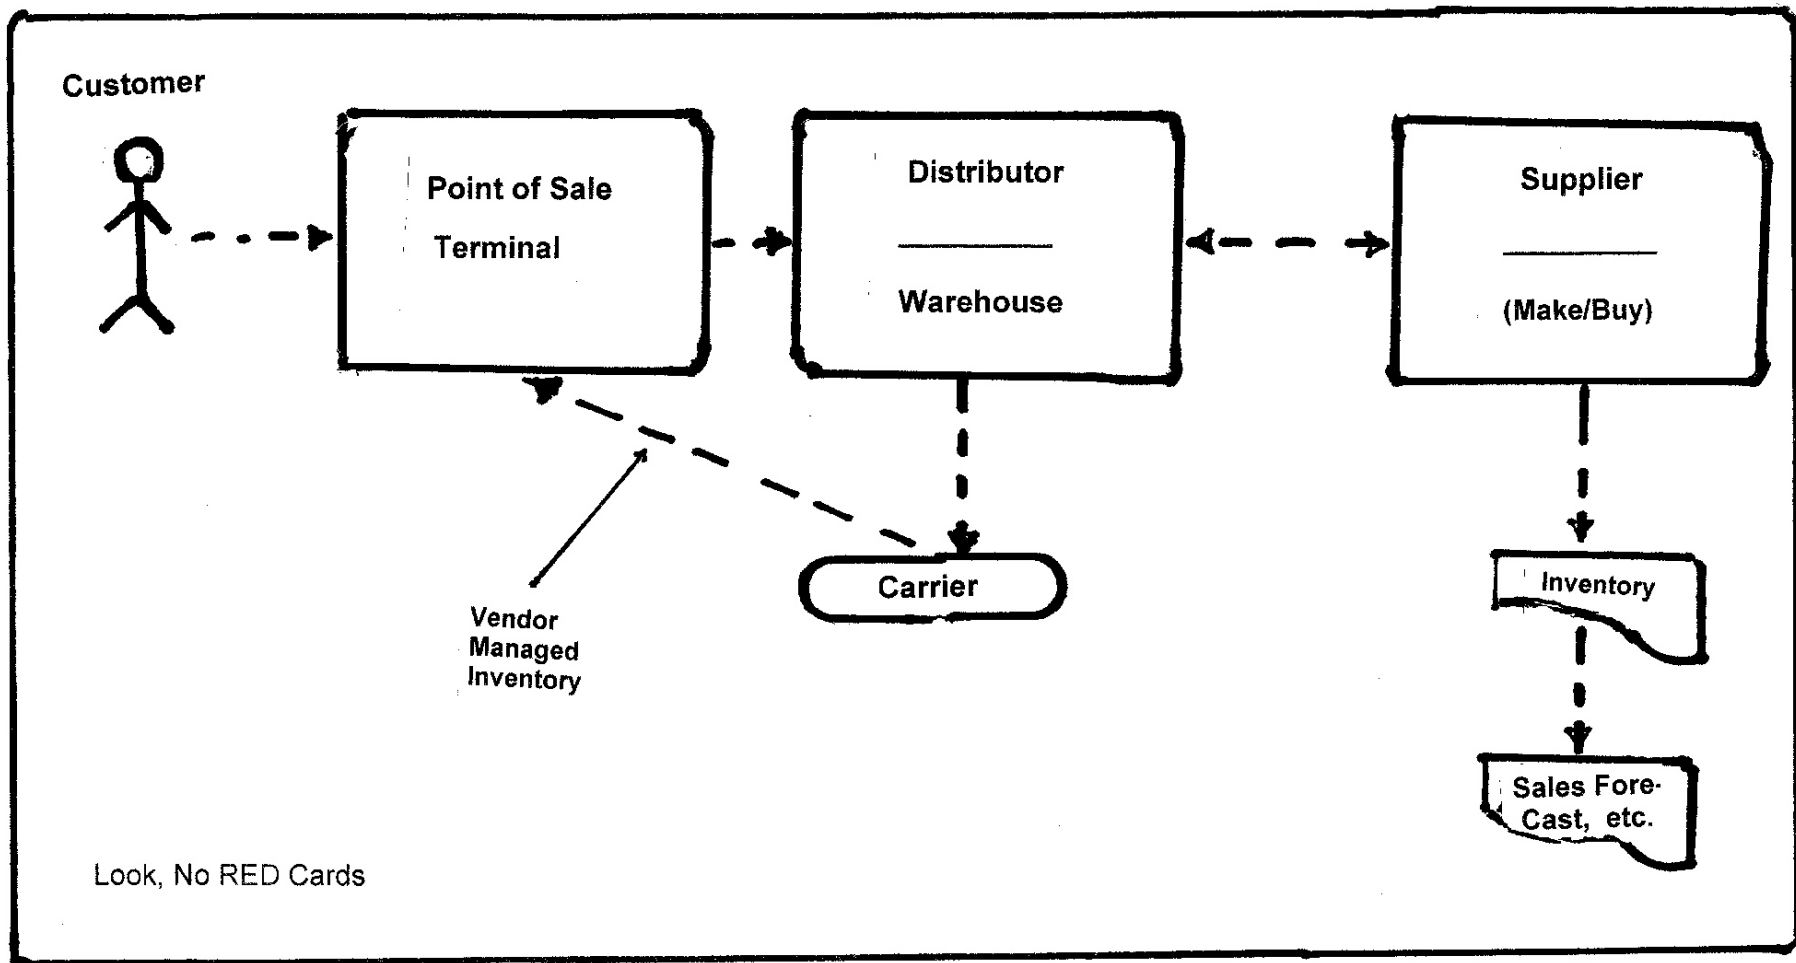 Customer
Point of Sale
Terminal
Distributor
Warehouse
Supplier
(Make/Buy)
Carrier
Vendor
Managed
Inventory
Inventory
Sales Fore-
Cast, etc.
Look, No RED Cards